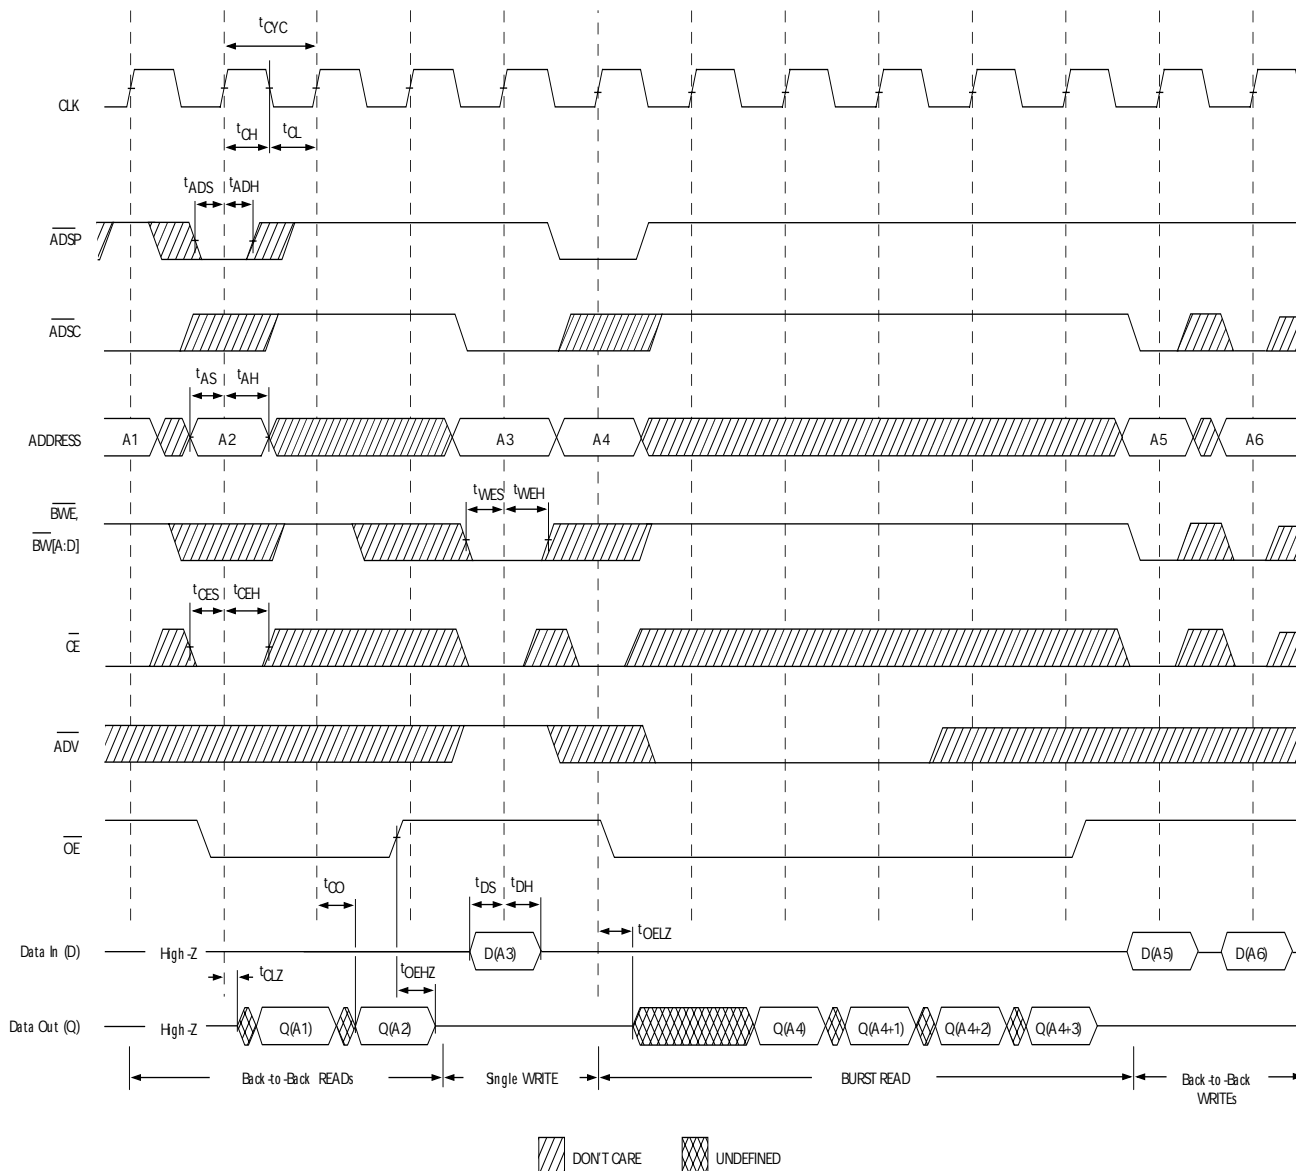 tCYC
CLK
tCH tCL
tADS tADH
ADSP
ADSC
tAS tAH
ADDRESS A1 A2 A3 A4 A5 A6
tWES tWEH
BWE,
BW[A:D]
tCES tCEH
CE
ADV
OE
tCO tDS tDH
tOELZ
Data In (D) High-Z D(A3) D(A5) D(A6)
tCLZ tOEHZ
Data Out (Q) High-Z Q(A1) Q(A2) Q(A4) Q(A4+1) Q(A4+2) Q(A4+3)
Back-to-Back READs Single WRITE BURST READ Back-to-Back
WRITEs
DON'T CARE UNDEFINED